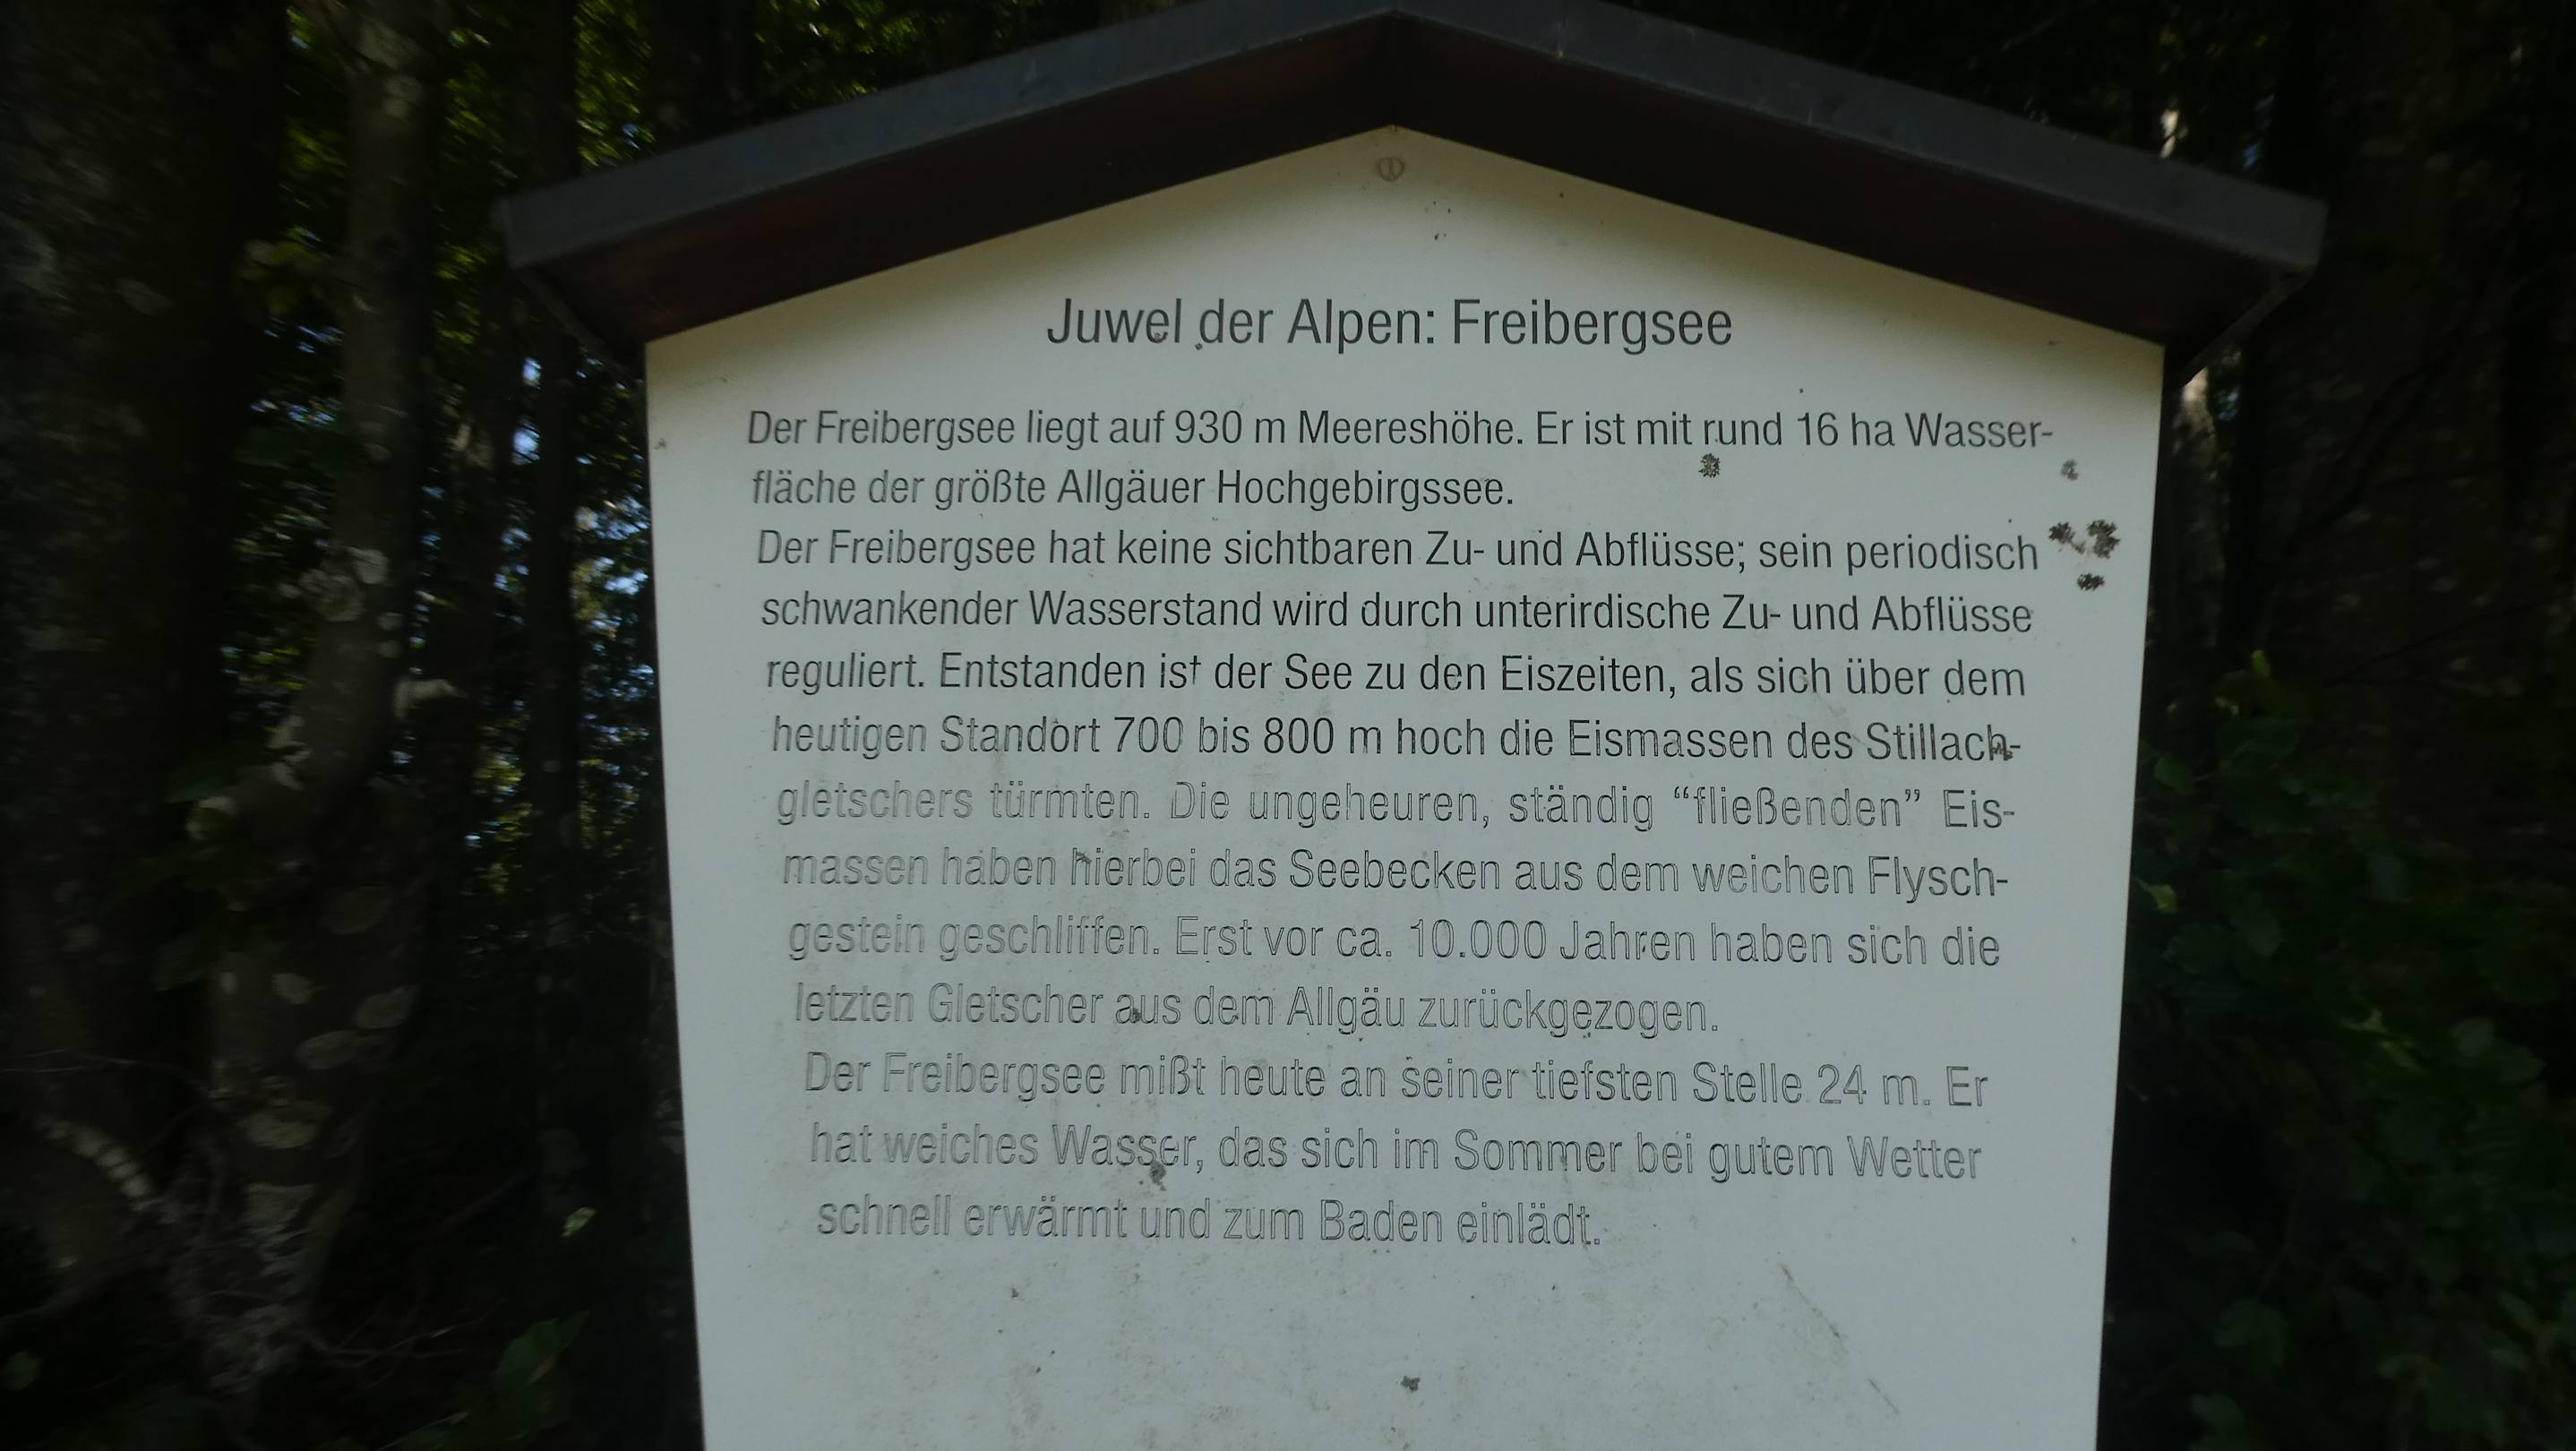 Juwel der Alpen: Freibergsee
Der Freibergsee liegt auf 930 m Meereshöhe. Er ist mit rund 16 ha Wasser-
fläche der größte Allgäuer Hochgebirgssee.
Der Freibergsee hat keine sichtbaren Zu- und Abflüsse; sein periodisch
schwankender Wasserstand wird durch unterirdische Zu- und Abflüsse
reguliert. Entstanden ist der See zu den Eiszeiten, als sich über dem
heutigen Standort 700 bis 800 m hoch die Eismassen des Stillach-
gletschers türmten. Die ungeheuren, ständig “fließenden” Eis-
massen haben hierbei das Seebecken aus dem weichen Flysch-
gestein geschliffen. Erst vor ca. 10.000 Jahren haben sich die
letzten Gletscher aus dem Allgäu zurückgezogen.
Der Freibergsee mißt heute an seiner tiefsten Stelle 24 m. Er
hat weiches Wasser, das sich im Sommer bei gutem Wetter
schnell erwärmt und zum Baden einlädt.